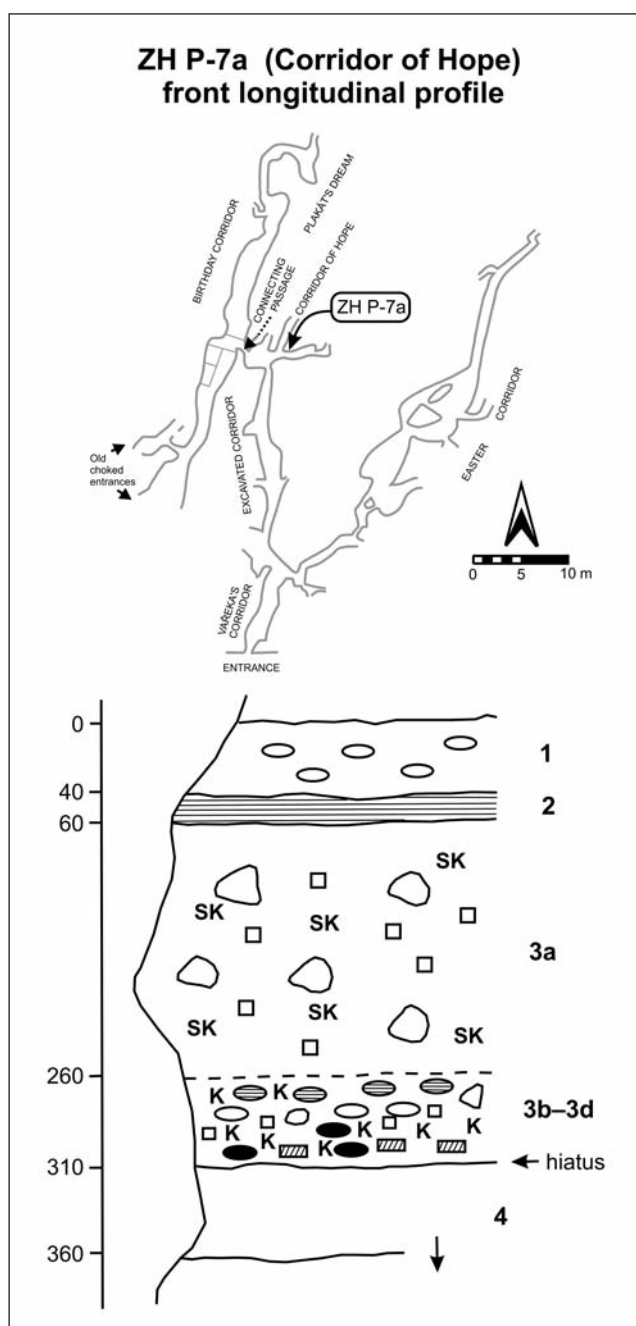 ZH P-7a (Corridor of Hope)
front longitudinal profile
PLAKÁT'S DREAM
BIRTHDAY CORRIDOR
CONNECTING
PASSAGE
CORRIDOR OF HOPE
ZH P-7a
EXCAVATED CORRIDOR
CORRIDOR
EASTER
Old
choked
entrances
0 5 10 m
VAŘEKA'S
CORRIDOR
ENTRANCE
0
1
40
2
60
SK
SK
SK
3a
SK
SK
SK
260
K K
3b–3d
K K K K
K K
310
hiatus
4
360